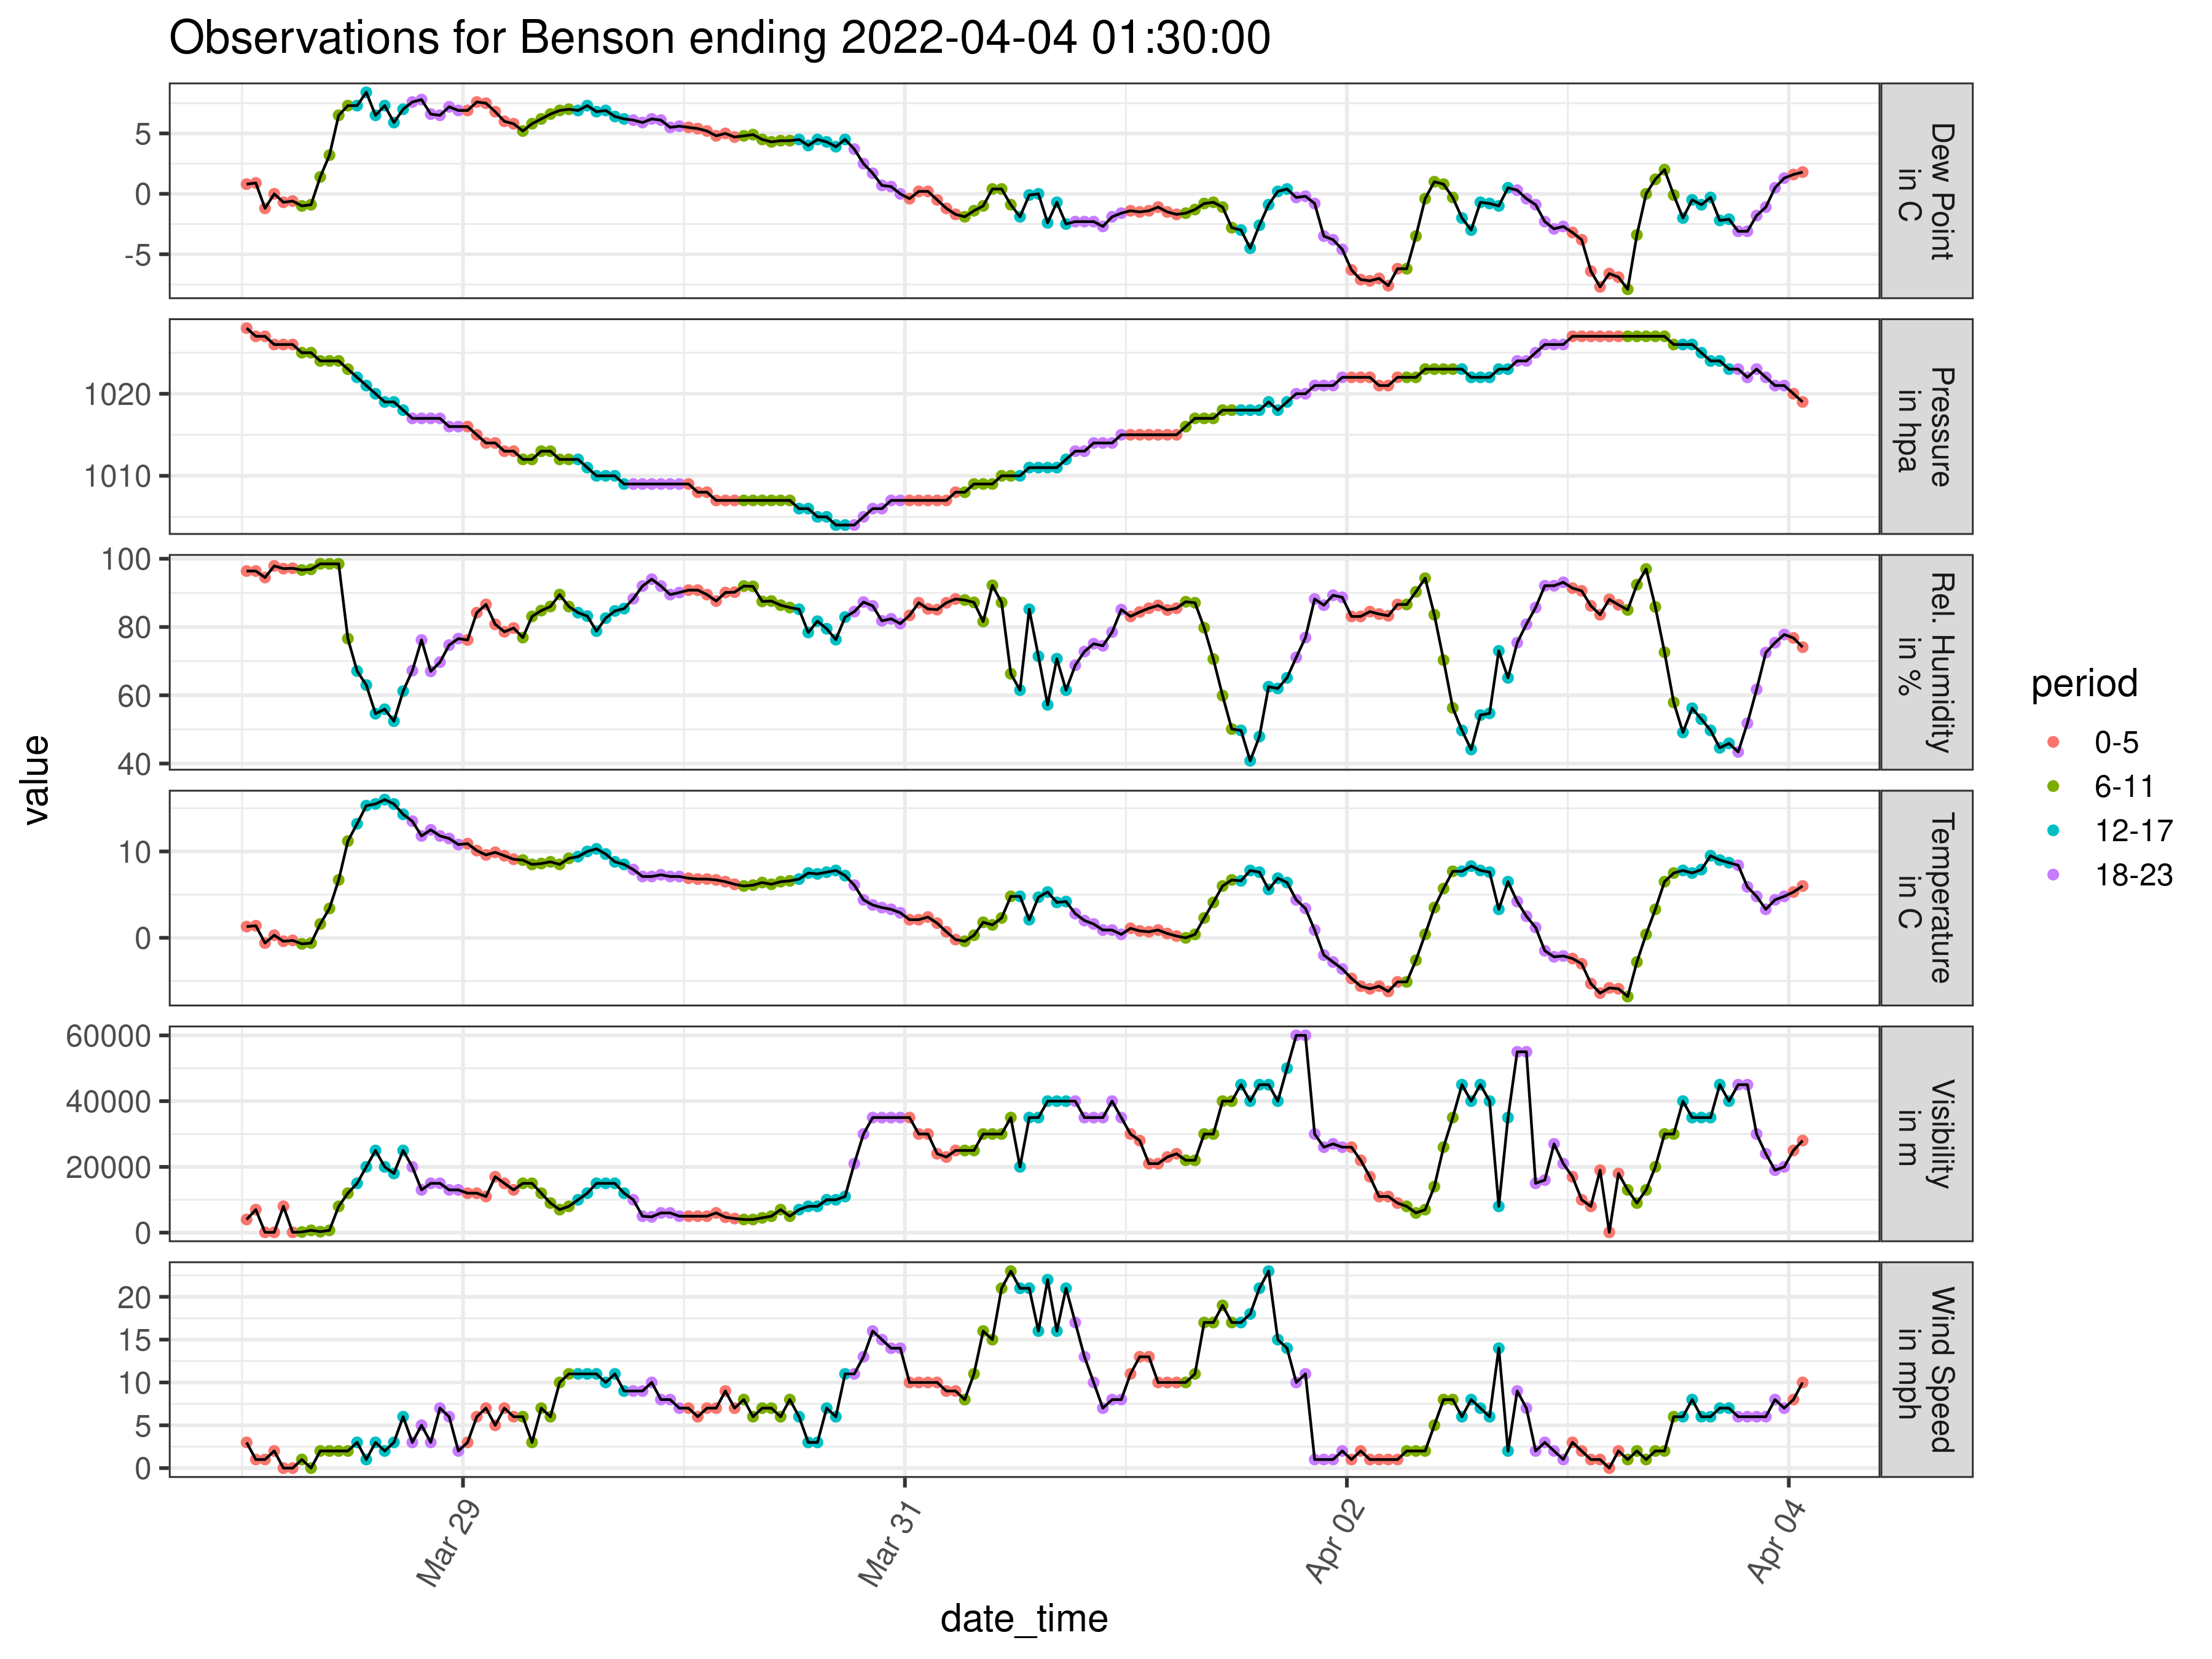 Observations for Benson ending 2022-04-04 01:30:00
value
5
0
-5
Dew Point
in C
1020
1010
Pressure
in hpa
100
80
60
40
Rel. Humidity
in %
10
0
Temperature
in C
60000
40000
20000
0
Visibility
in m
20
15
10
5
0
Wind Speed
in mph
Mar 29
Mar 31
Apr 02
Apr 04
date_time
period
0-5
6-11
12-17
18-23